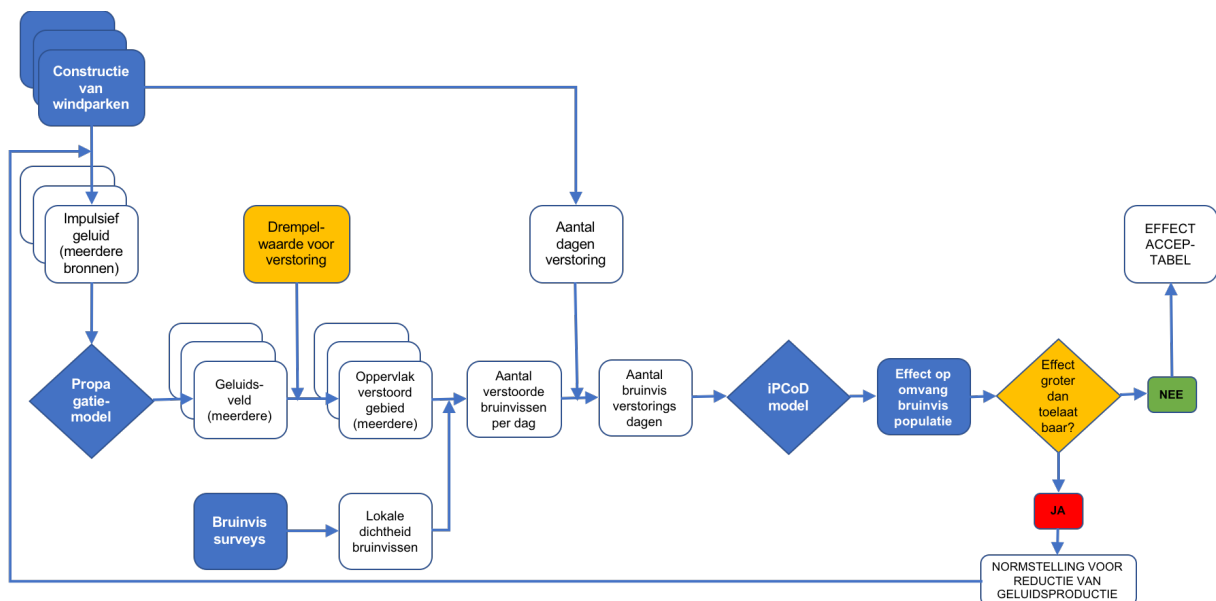 Constructie
van
windparken
Impulsief
geluid
(meerdere
bronnen)
Drempel-
waarde voor
verstoring
Aantal
dagen
verstoring
EFFECT
ACCEP-
TABEL
Propa
gatie-
model
Geluids-
veld
(meerdere)
Oppervlak
verstoord
gebied
(meerdere)
Aantal
verstoorde
bruinvissen
per dag
Aantal
bruinvis
verstorings
dagen
iPCoD
model
Effect op
omvang
bruinvis
populatie
Effect
groter
dan
toelaat
baar?
NEE
Bruinvis
surveys
Lokale
dichtheid
bruinvissen
JA
NORMSTELLING VOOR
REDUCTIE VAN
GELUIDSPRODUCTIE